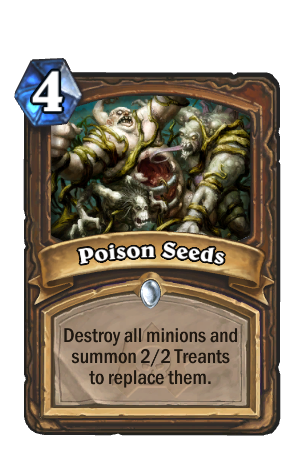 4
Poison Seeds
Destroy all minions and
summon 2/2 Treants
to replace them.